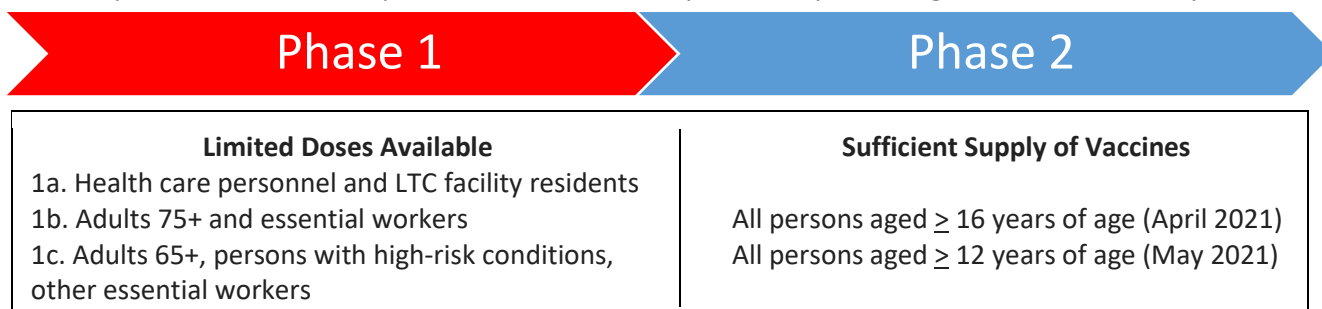 Phase 1
Phase 2
Limited Doses Available
1a. Health care personnel and LTC facility residents
1b. Adults 75+ and essential workers
1c. Adults 65+, persons with high-risk conditions,
other essential workers
Sufficient Supply of Vaccines
All persons aged > 16 years of age (April 2021)
All persons aged > 12 years of age (May 2021)